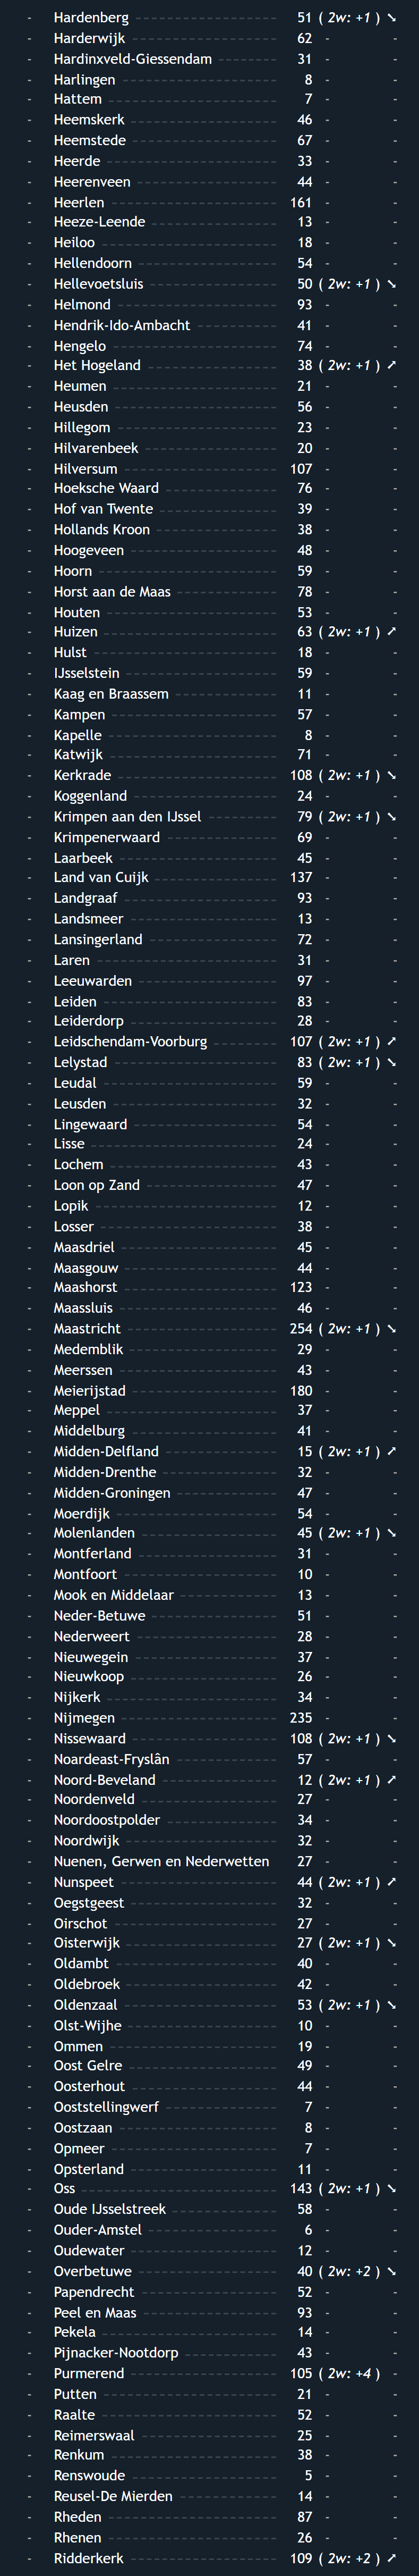 - Hardenberg 51 ( 2w: +1 ) ➘
- Harderwijk 62 - -
- Hardinxveld-Giessendam 31 - -
- Harlingen 8 - -
- Hattem 7 - -
- Heemskerk 46 - -
- Heemstede 67 - -
- Heerde 33 - -
- Heerenveen 44 - -
- Heerlen 161 - -
- Heeze-Leende 13 - -
- Heiloo 18 - -
- Hellendoorn 54 - -
- Hellevoetsluis 50 ( 2w: +1 ) ➘
- Helmond 93 - -
- Hendrik-Ido-Ambacht 41 - -
- Hengelo 74 - -
- Het Hogeland 38 ( 2w: +1 ) ➚
- Heumen 21 - -
- Heusden 56 - -
- Hillegom 23 - -
- Hilvarenbeek 20 - -
- Hilversum 107 - -
- Hoeksche Waard 76 - -
- Hof van Twente 39 - -
- Hollands Kroon 38 - -
- Hoogeveen 48 - -
- Hoorn 59 - -
- Horst aan de Maas 78 - -
- Houten 53 - -
- Huizen 63 ( 2w: +1 ) ➚
- Hulst 18 - -
- IJsselstein 59 - -
- Kaag en Braassem 11 - -
- Kampen 57 - -
- Kapelle 8 - -
- Katwijk 71 - -
- Kerkrade 108 ( 2w: +1 ) ➘
- Koggenland 24 - -
- Krimpen aan den IJssel 79 ( 2w: +1 ) ➘
- Krimpenerwaard 69 - -
- Laarbeek 45 - -
- Land van Cuijk 137 - -
- Landgraaf 93 - -
- Landsmeer 13 - -
- Lansingerland 72 - -
- Laren 31 - -
- Leeuwarden 97 - -
- Leiden 83 - -
- Leiderdorp 28 - -
- Leidschendam-Voorburg 107 ( 2w: +1 ) ➚
- Lelystad 83 ( 2w: +1 ) ➘
- Leudal 59 - -
- Leusden 32 - -
- Lingewaard 54 - -
- Lisse 24 - -
- Lochem 43 - -
- Loon op Zand 47 - -
- Lopik 12 - -
- Losser 38 - -
- Maasdriel 45 - -
- Maasgouw 44 - -
- Maashorst 123 - -
- Maassluis 46 - -
- Maastricht 254 ( 2w: +1 ) ➘
- Medemblik 29 - -
- Meerssen 43 - -
- Meierijstad 180 - -
- Meppel 37 - -
- Middelburg 41 - -
- Midden-Delfland 15 ( 2w: +1 ) ➚
- Midden-Drenthe 32 - -
- Midden-Groningen 47 - -
- Moerdijk 54 - -
- Molenlanden 45 ( 2w: +1 ) ➘
- Montferland 31 - -
- Montfoort 10 - -
- Mook en Middelaar 13 - -
- Neder-Betuwe 51 - -
- Nederweert 28 - -
- Nieuwegein 37 - -
- Nieuwkoop 26 - -
- Nijkerk 34 - -
- Nijmegen 235 - -
- Nissewaard 108 ( 2w: +1 ) ➘
- Noardeast-Fryslân 57 - -
- Noord-Beveland 12 ( 2w: +1 ) ➚
- Noordenveld 27 - -
- Noordoostpolder 34 - -
- Noordwijk 32 - -
- Nuenen, Gerwen en Nederwetten 27 - -
- Nunspeet 44 ( 2w: +1 ) ➚
- Oegstgeest 32 - -
- Oirschot 27 - -
- Oisterwijk 27 ( 2w: +1 ) ➘
- Oldambt 40 - -
- Oldebroek 42 - -
- Oldenzaal 53 ( 2w: +1 ) ➘
- Olst-Wijhe 10 - -
- Ommen 19 - -
- Oost Gelre 49 - -
- Oosterhout 44 - -
- Ooststellingwerf 7 - -
- Oostzaan 8 - -
- Opmeer 7 - -
- Opsterland 11 - -
- Oss 143 ( 2w: +1 ) ➘
- Oude IJsselstreek 58 - -
- Ouder-Amstel 6 - -
- Oudewater 12 - -
- Overbetuwe 40 ( 2w: +2 ) ➘
- Papendrecht 52 - -
- Peel en Maas 93 - -
- Pekela 14 - -
- Pijnacker-Nootdorp 43 - -
- Purmerend 105 ( 2w: +4 ) -
- Putten 21 - -
- Raalte 52 - -
- Reimerswaal 25 - -
- Renkum 38 - -
- Renswoude 5 - -
- Reusel-De Mierden 14 - -
- Rheden 87 - -
- Rhenen 26 - -
- Ridderkerk 109 ( 2w: +2 ) ➚